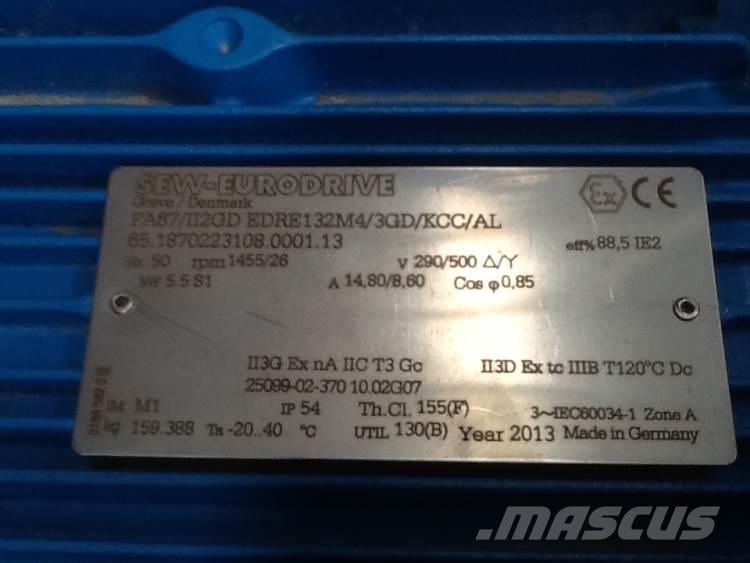 SEW-EURODRIVE
Greve / Denmark
FA87/II2GD EDRE132M4/3GD/KCC/AL
65.1870223108.0001.13
eff% 88,5 IE2
Hz 50 rpm 1455/26 V 290/500 Δ/Y
kW 5.5 S1 A 14,80/8,60 Cos φ 0,85
II3G Ex nA IIC T3 Gc II3D Ex tc IIIB T120°C Dc
25099-02-370 10.02G07
IM M1 IP 54 Th.Cl. 155(F) 3~IEC60034-1 Zone A
kg 159.388 Ta -20..40 °C UTIL 130(B) Year 2013 Made in Germany
Ex CE
MASCUS